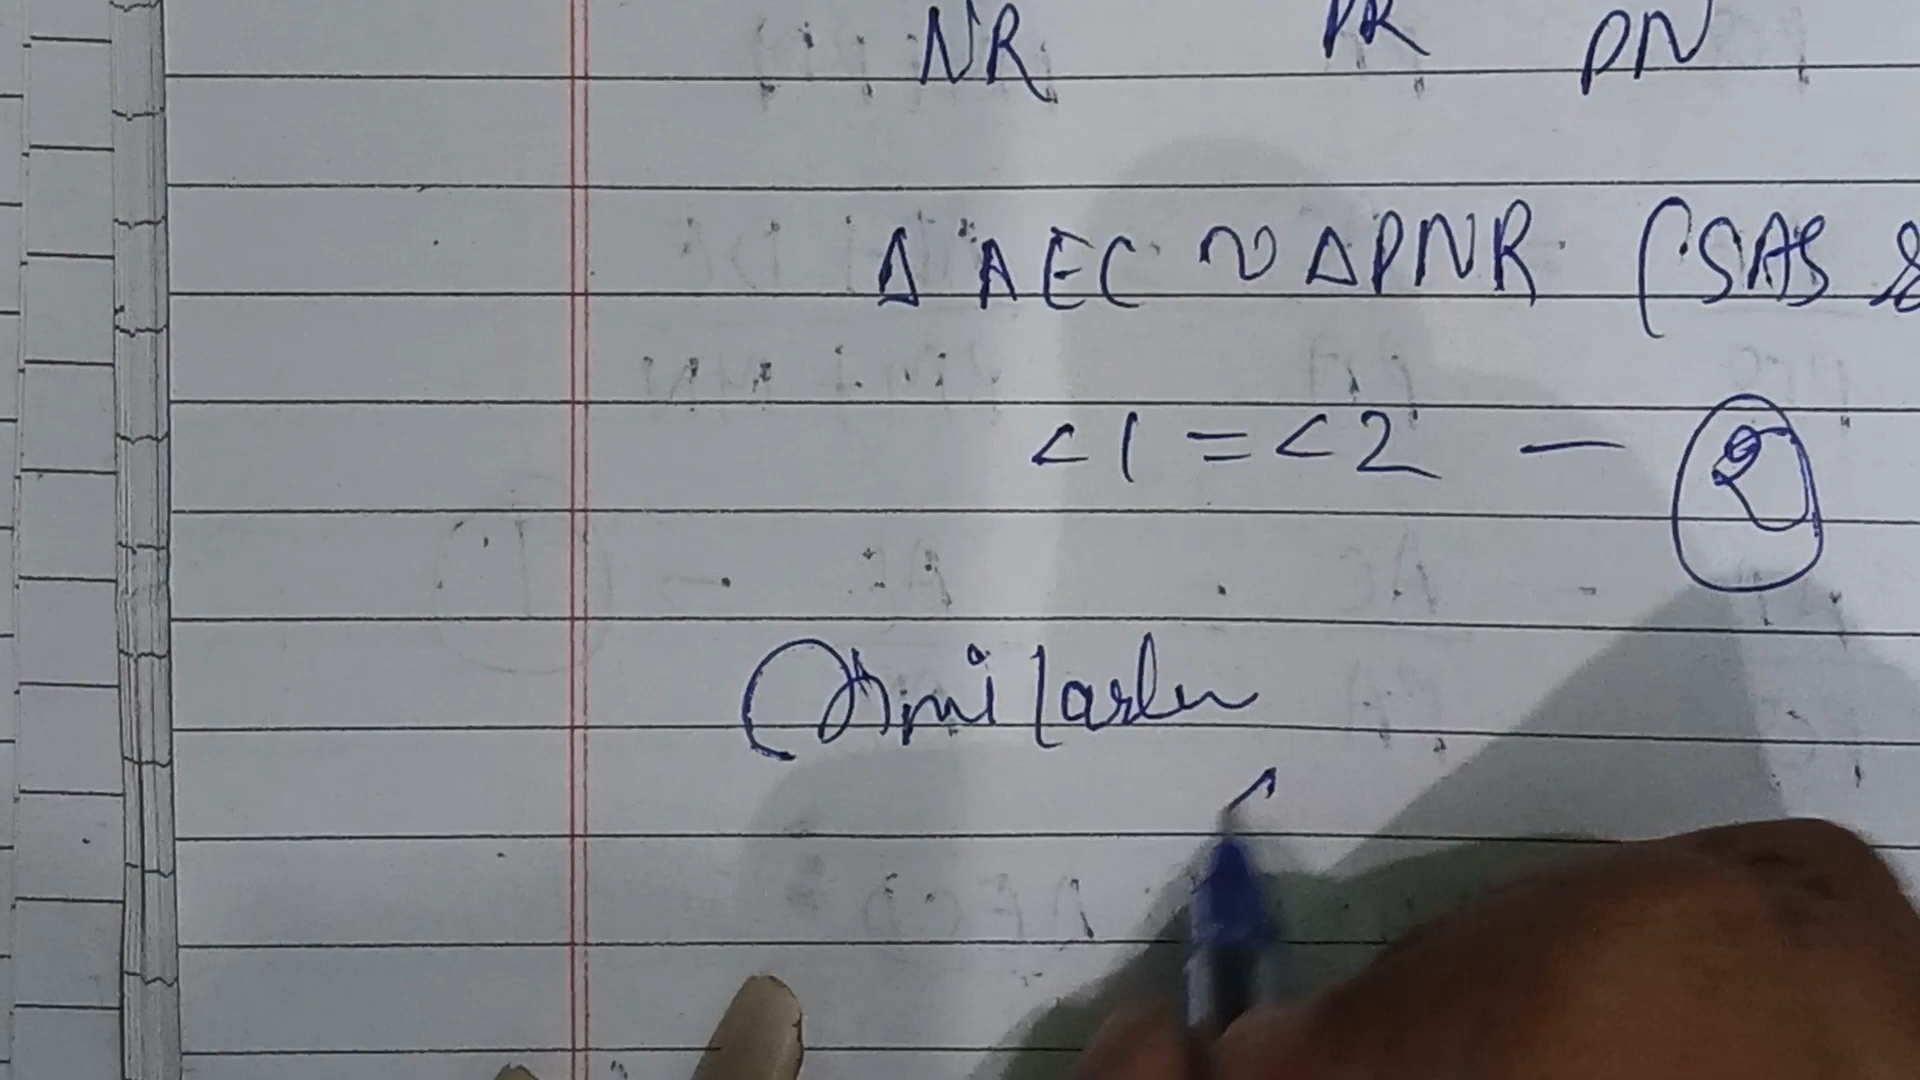 NR PR PN
Δ AEC ~ Δ PNR (SAS
<1 = <2 — 2
Similarly
<